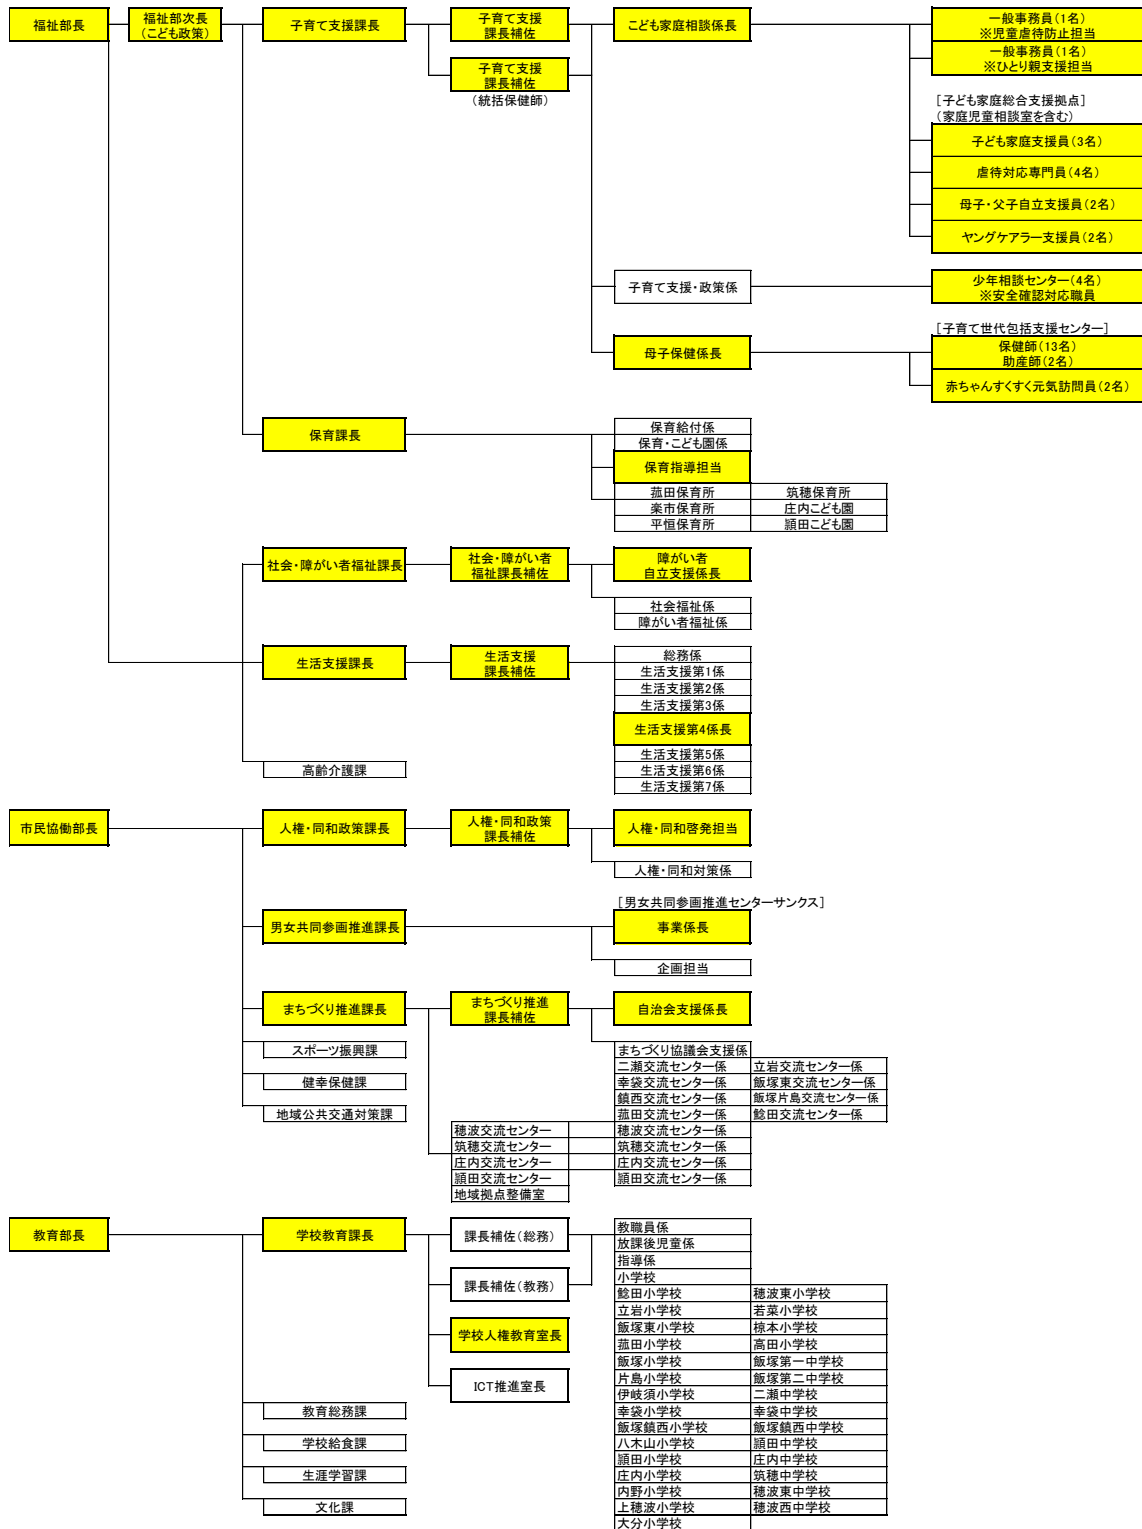 福祉部長
福祉部次長
（こども政策）
子育て支援課長
子育て支援
課長補佐
子育て支援
課長補佐
（統括保健師）
こども家庭相談係長
一般事務員（1名）
※児童虐待防止担当
一般事務員（1名）
※ひとり親支援担当
［子ども家庭総合支援拠点］
（家庭児童相談室を含む）
子ども家庭支援員（3名）
虐待対応専門員（4名）
母子・父子自立支援員（2名）
ヤングケアラー支援員（2名）
子育て支援・政策係
少年相談センター（4名）
※安全確認対応職員
母子保健係長
［子育て世代包括支援センター］
保健師（13名）
助産師（2名）
赤ちゃんすくすく元気訪問員（2名）
保育課長
保育給付係
保育・こども園係
保育指導担当
菰田保育所 筑穂保育所
楽市保育所 庄内こども園
平恒保育所 頴田こども園
社会・障がい者福祉課長
社会・障がい者
福祉課長補佐
障がい者
自立支援係長
社会福祉係
障がい者福祉係
生活支援課長
生活支援
課長補佐
総務係
生活支援第1係
生活支援第2係
生活支援第3係
生活支援第4係長
生活支援第5係
生活支援第6係
生活支援第7係
高齢介護課
市民協働部長
人権・同和政策課長
人権・同和政策
課長補佐
人権・同和啓発担当
人権・同和対策係
［男女共同参画推進センターサンクス］
男女共同参画推進課長
事業係長
企画担当
まちづくり推進課長
まちづくり推進
課長補佐
自治会支援係長
スポーツ振興課
健幸保健課
地域公共交通対策課
まちづくり協議会支援係
二瀬交流センター係 立岩交流センター係
幸袋交流センター係 飯塚東交流センター係
鎮西交流センター係 飯塚片島交流センター係
菰田交流センター係 鯰田交流センター係
穂波交流センター 穂波交流センター係
筑穂交流センター 筑穂交流センター係
庄内交流センター 庄内交流センター係
頴田交流センター 頴田交流センター係
地域拠点整備室
教育部長
学校教育課長
課長補佐（総務）
課長補佐（教務）
学校人権教育室長
ICT推進室長
教育総務課
学校給食課
生涯学習課
文化課
教職員係
放課後児童係
指導係
小学校
鯰田小学校 穂波東小学校
立岩小学校 若菜小学校
飯塚東小学校 椋本小学校
菰田小学校 高田小学校
飯塚小学校 飯塚第一中学校
片島小学校 飯塚第二中学校
伊岐須小学校 二瀬中学校
幸袋小学校 幸袋中学校
飯塚鎮西小学校 飯塚鎮西中学校
八木山小学校 頴田中学校
頴田小学校 庄内中学校
庄内小学校 筑穂中学校
内野小学校 穂波東中学校
上穂波小学校 穂波西中学校
大分小学校